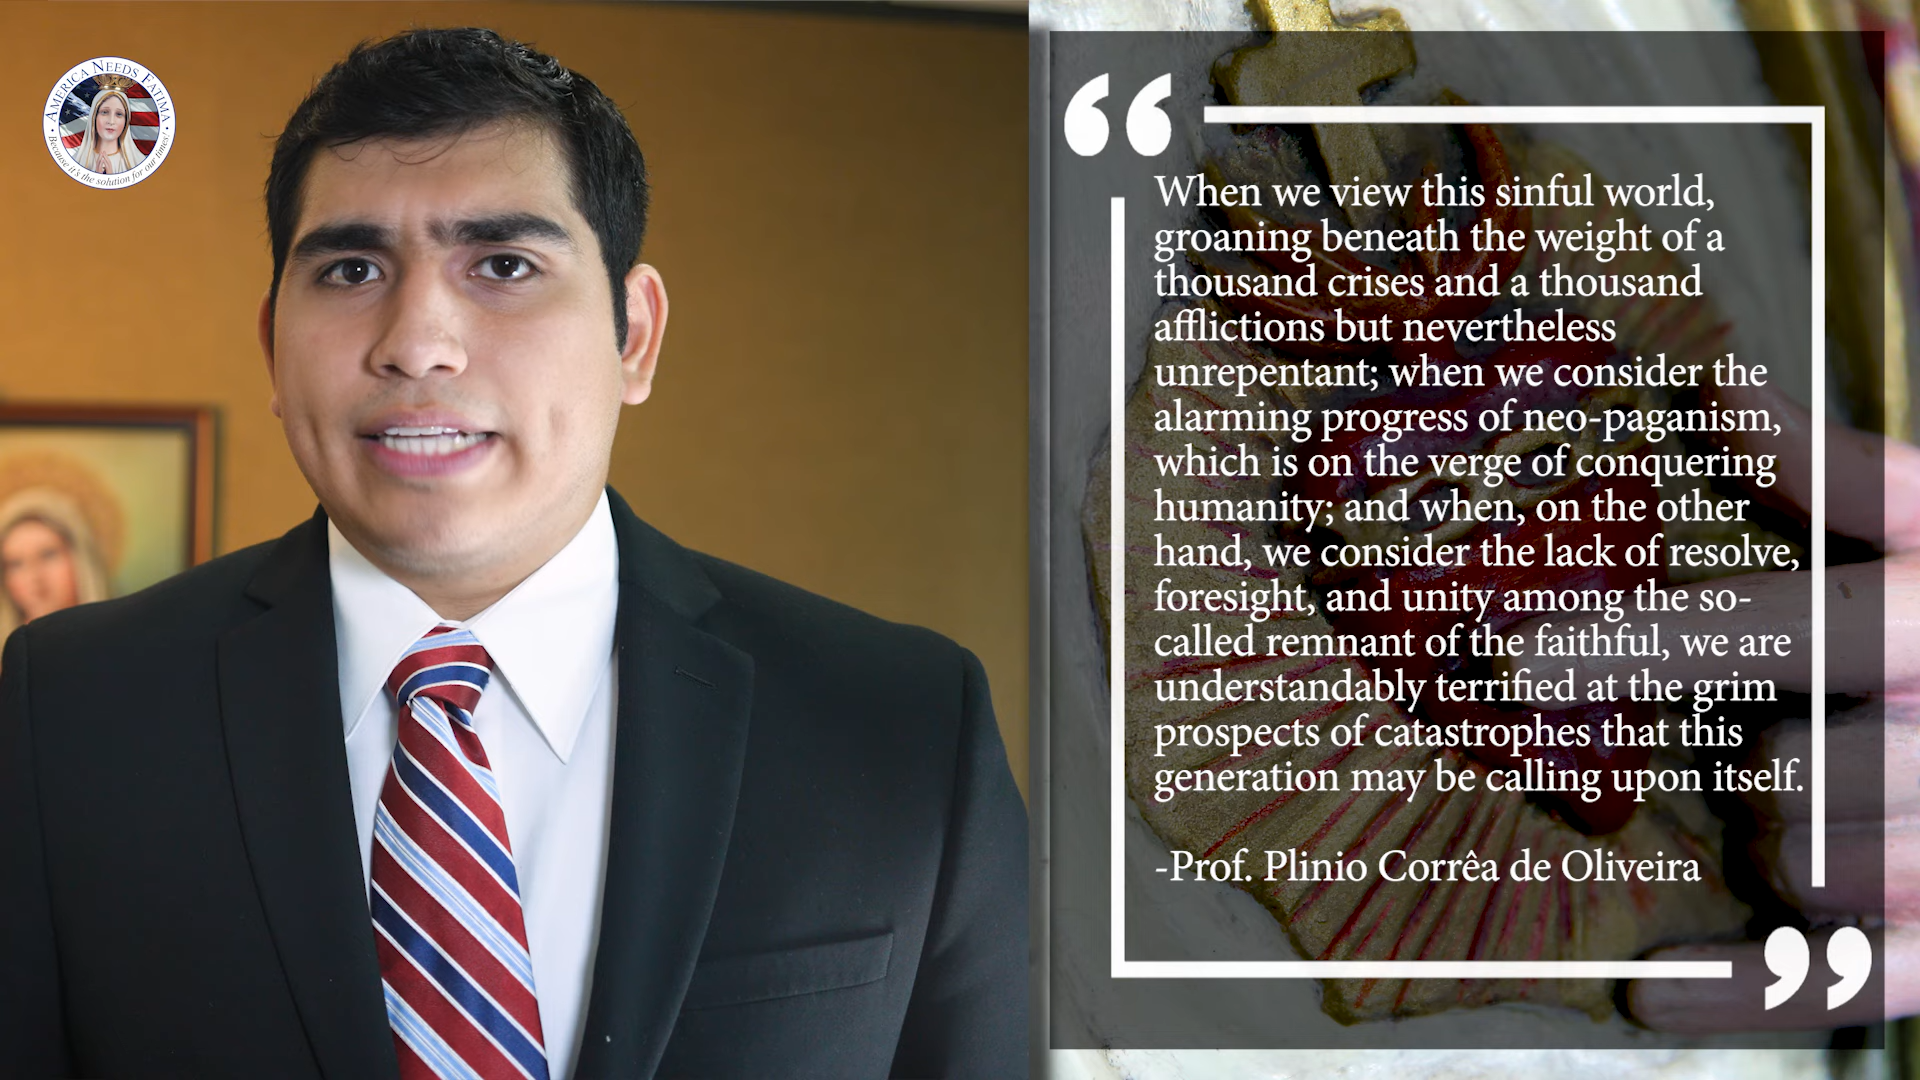 AMERICA NEEDS FATIMA
Because it's the solution for our times!
“
When we view this sinful world,
groaning beneath the weight of a
thousand crises and a thousand
afflictions but nevertheless
unrepentant; when we consider the
alarming progress of neo-paganism,
which is on the verge of conquering
humanity; and when, on the other
hand, we consider the lack of resolve,
foresight, and unity among the so-
called remnant of the faithful, we are
understandably terrified at the grim
prospects of catastrophes that this
generation may be calling upon itself.
-Prof. Plinio Corrêa de Oliveira
”